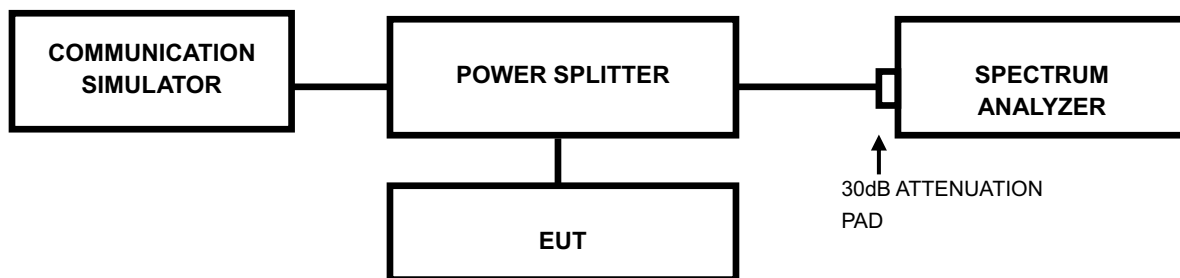 COMMUNICATION
SIMULATOR
POWER SPLITTER
SPECTRUM
ANALYZER
30dB ATTENUATION
PAD
EUT